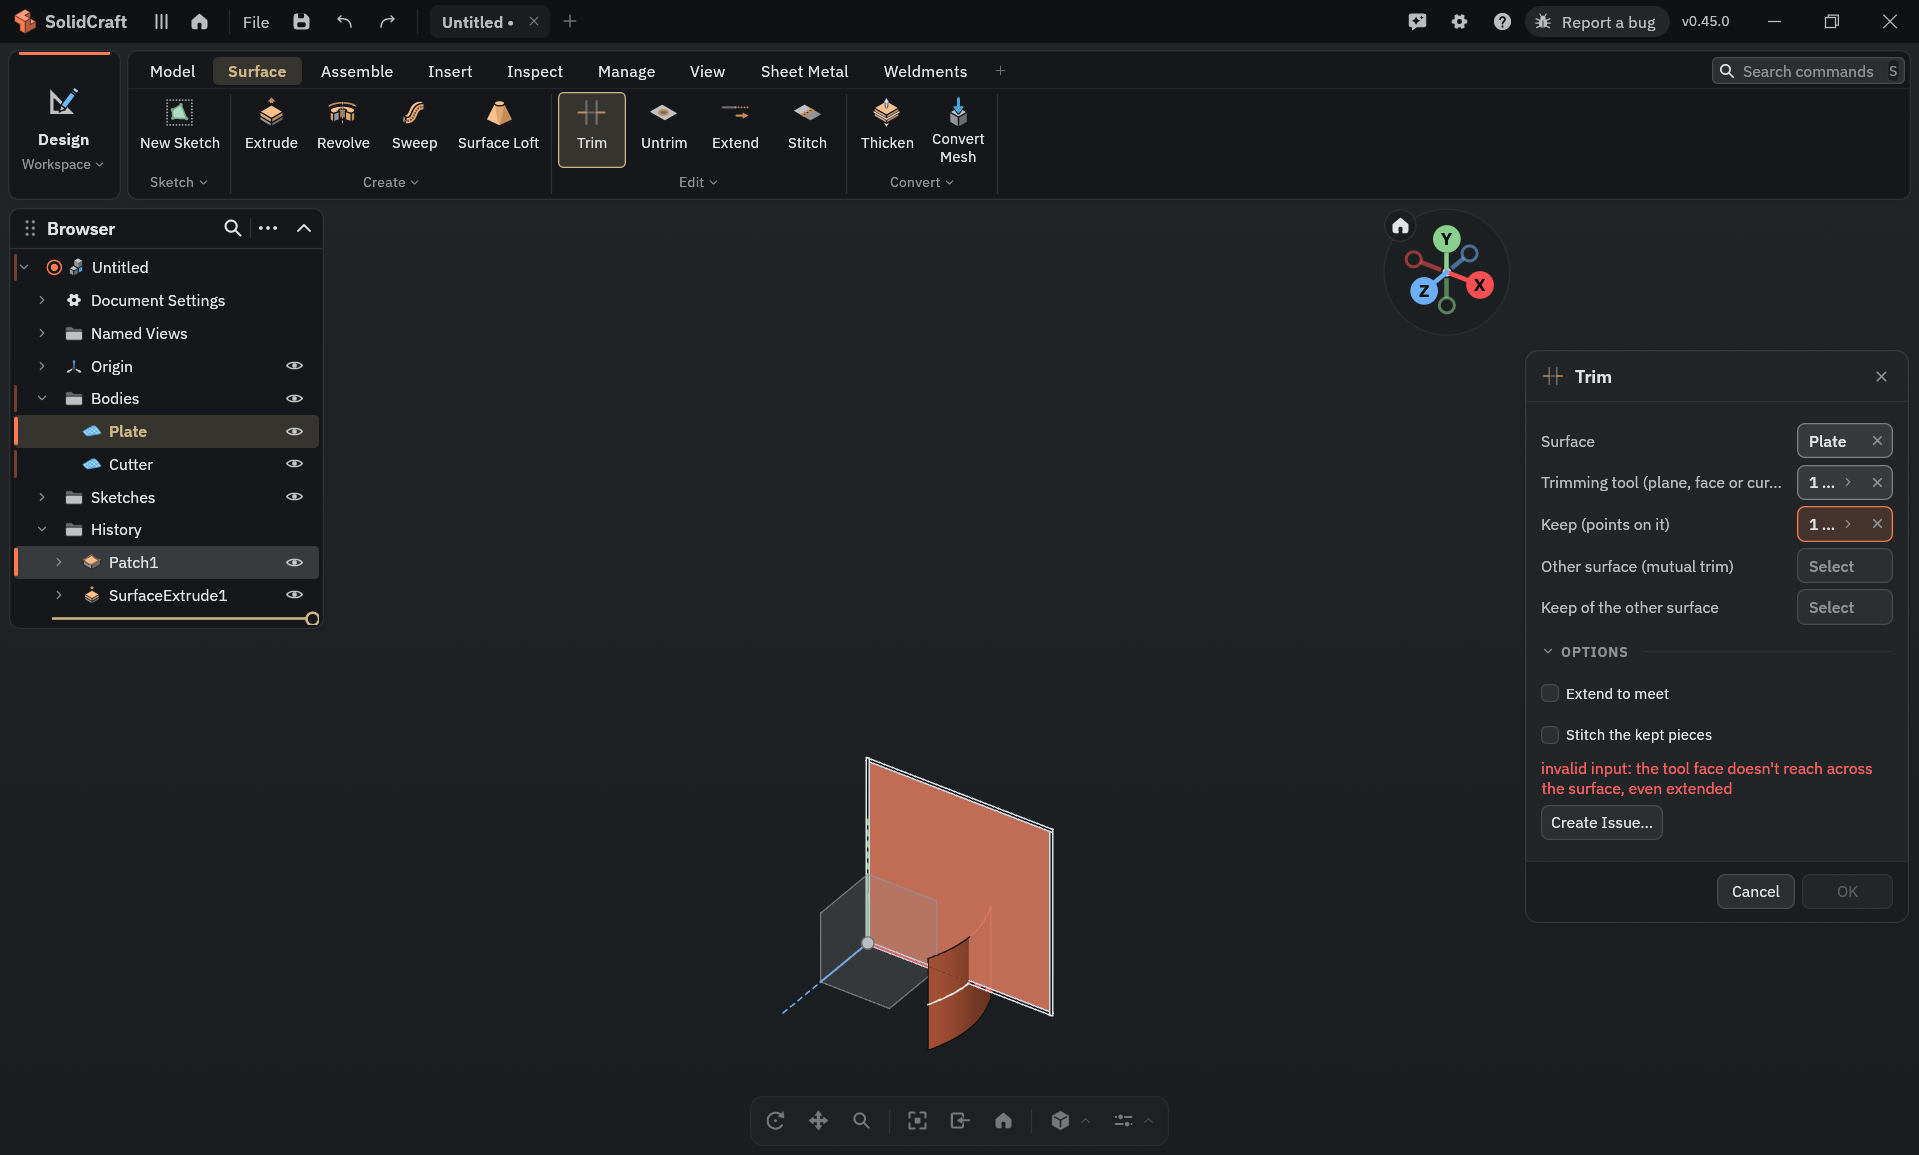 SolidCraft
File
Untitled •
Report a bug
v0.45.0
Design
Workspace
Model
Surface
Assemble
Insert
Inspect
Manage
View
Sheet Metal
Weldments
Search commands
S
New Sketch
Extrude
Revolve
Sweep
Surface Loft
Trim
Untrim
Extend
Stitch
Thicken
Convert
Mesh
Sketch
Create
Edit
Convert
Browser
Untitled
Document Settings
Named Views
Origin
Bodies
Plate
Cutter
Sketches
History
Patch1
SurfaceExtrude1
Y
X
Z
Trim
Surface
Plate
Trimming tool (plane, face or cur...
1 ...
Keep (points on it)
1 ...
Other surface (mutual trim)
Select
Keep of the other surface
Select
OPTIONS
Extend to meet
Stitch the kept pieces
invalid input: the tool face doesn't reach across
the surface, even extended
Create Issue...
Cancel
OK